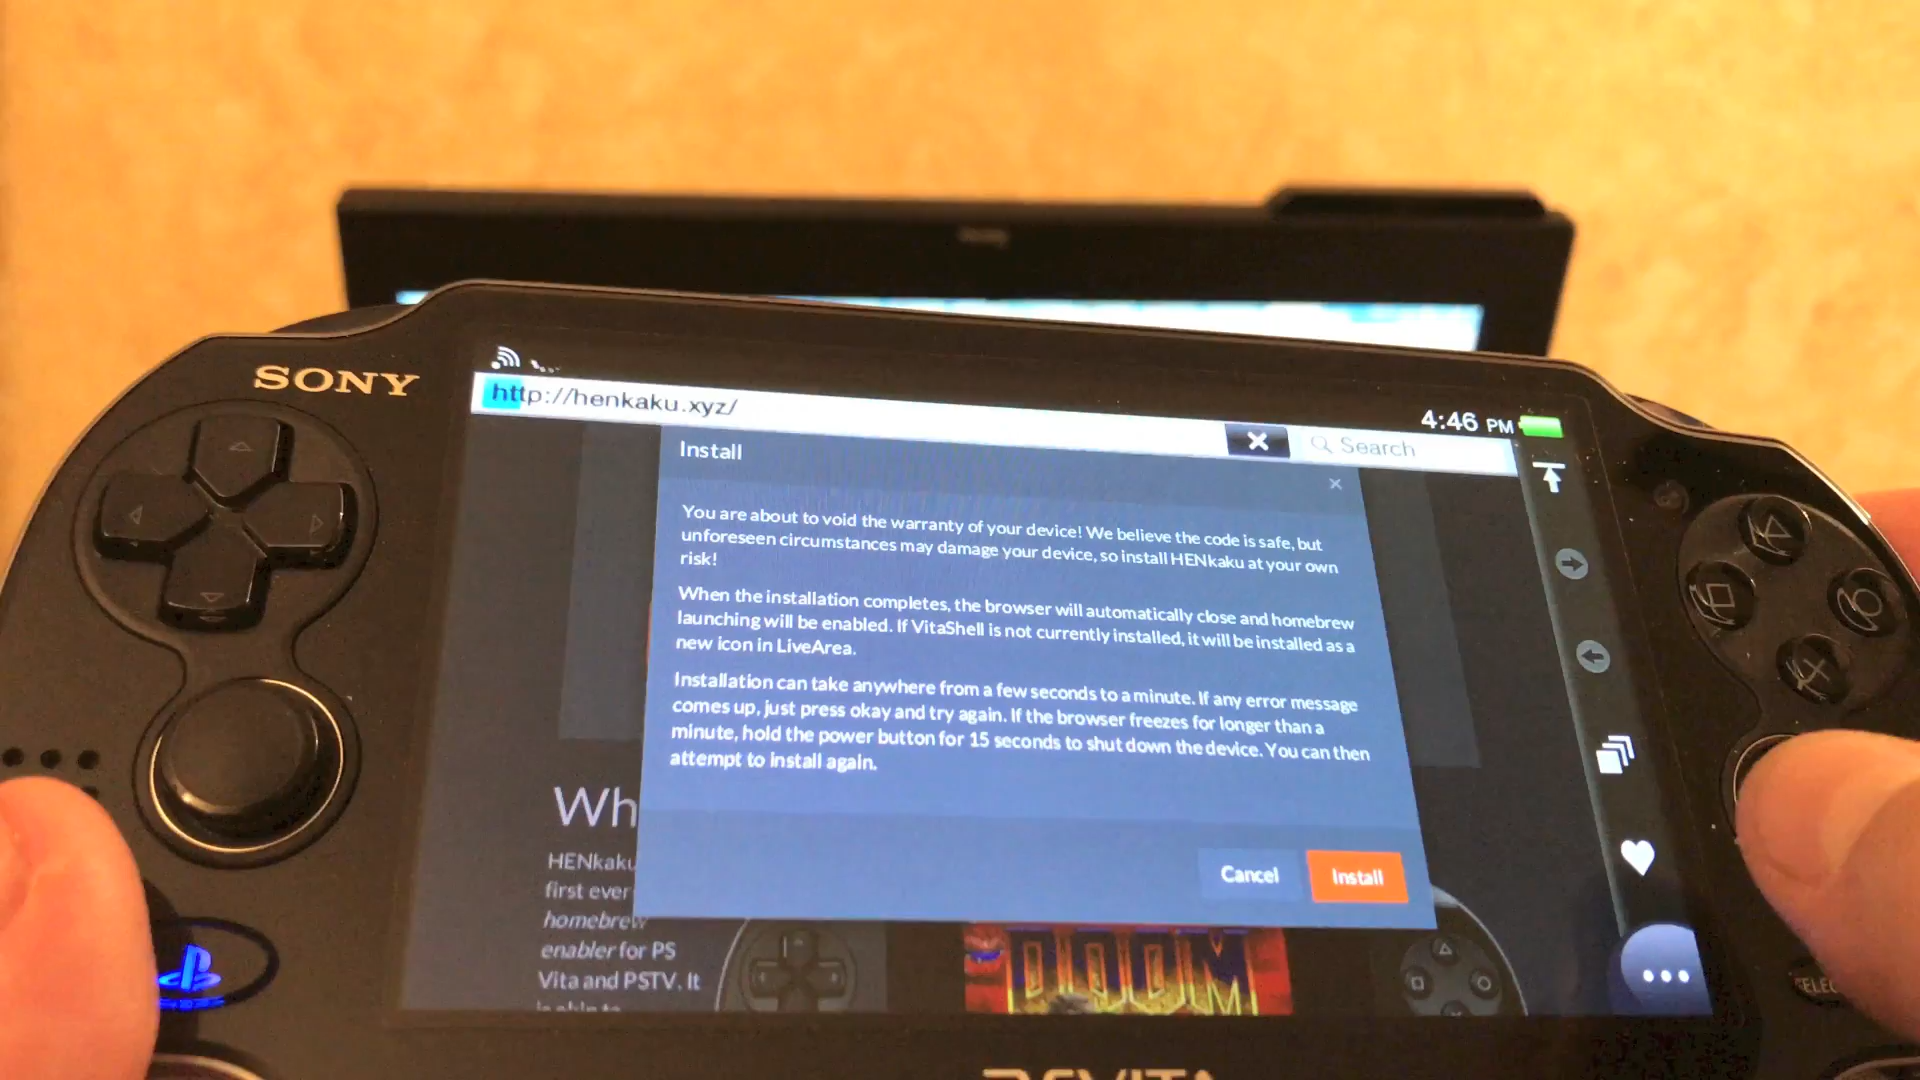 SONY
http://henkaku.xyz/
4:46 PM
Search
Install
You are about to void the warranty of your device! We believe the code is safe, but
unforeseen circumstances may damage your device, so install HENkaku at your own
risk!
When the installation completes, the browser will automatically close and homebrew
launching will be enabled. If VitaShell is not currently installed, it will be installed as a
new icon in LiveArea.
Installation can take anywhere from a few seconds to a minute. If any error message
comes up, just press okay and try again. If the browser freezes for longer than a
minute, hold the power button for 15 seconds to shut down the device. You can then
attempt to install again.
Cancel
Install
Wh
HENkaku
first ever
homebrew
enabler for PS
Vita and PSTV. It
DOOM